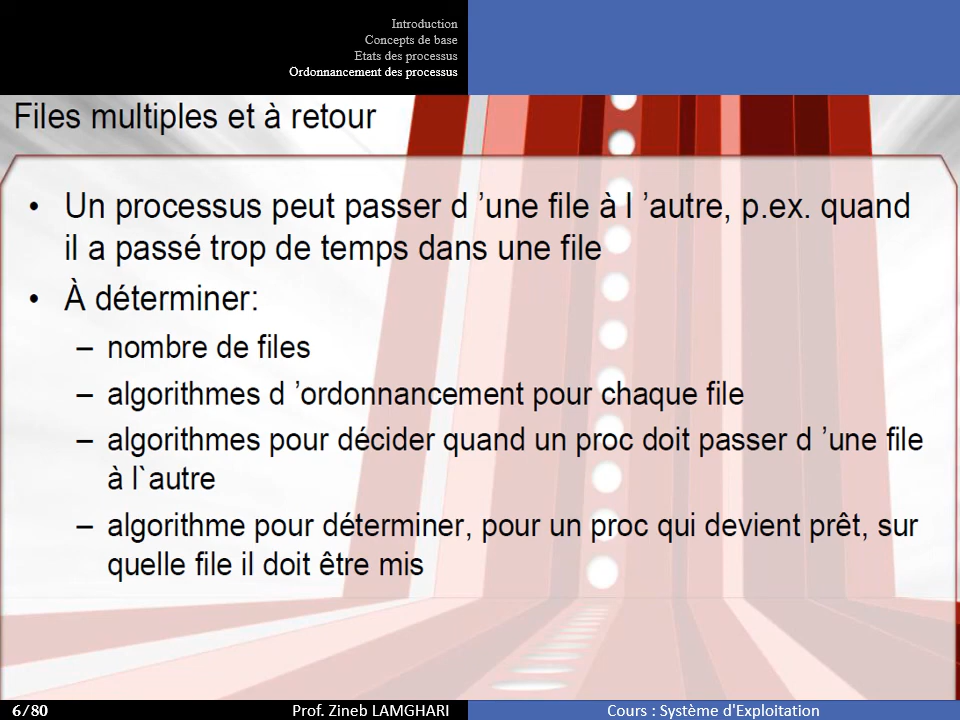 Introduction
Concepts de base
Etats des processus
Ordonnancement des processus
Files multiples et à retour
• Un processus peut passer d ’une file à l ’autre, p.ex. quand
il a passé trop de temps dans une file
• À déterminer:
– nombre de files
– algorithmes d ’ordonnancement pour chaque file
– algorithmes pour décider quand un proc doit passer d ’une file
à l`autre
– algorithme pour déterminer, pour un proc qui devient prêt, sur
quelle file il doit être mis
6/80
Prof. Zineb LAMGHARI
Cours : Système d'Exploitation